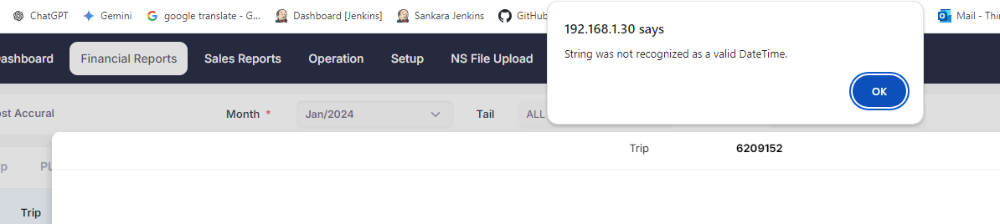 ChatGPT
Gemini
google translate - G...
Dashboard [Jenkins]
Sankara Jenkins
GitHub
Mail - Thi
192.168.1.30 says
String was not recognized as a valid DateTime.
OK
ashboard
Financial Reports
Sales Reports
Operation
Setup
NS File Upload
ost Accural
Month *
Jan/2024
Tail
ALL
Trip
6209152
p
PL
Trip